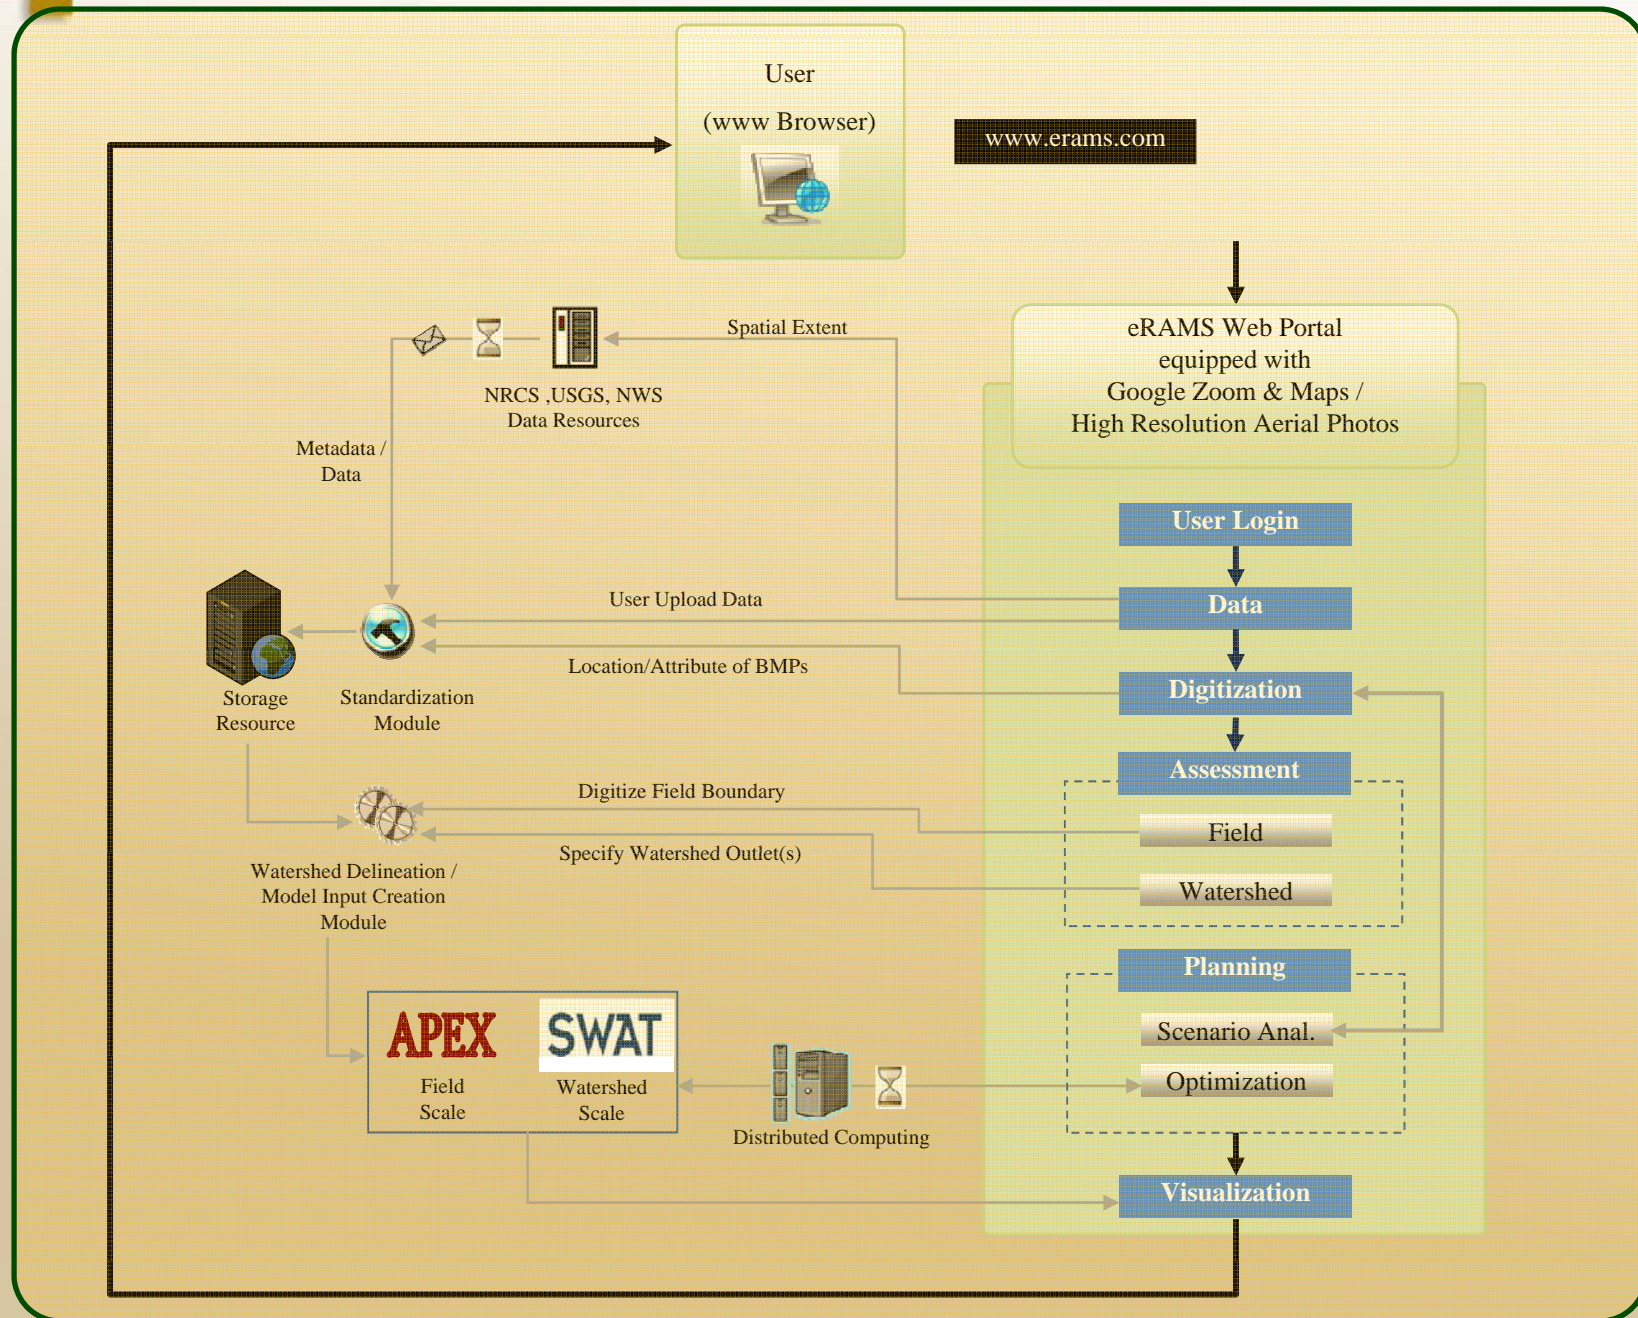 User
(www Browser)
www.erams.com
eRAMS Web Portal
equipped with
Google Zoom & Maps /
High Resolution Aerial Photos
Spatial Extent
NRCS ,USGS, NWS
Data Resources
Metadata /
Data
User Login
Data
User Upload Data
Location/Attribute of BMPs
Digitization
Storage
Resource
Standardization
Module
Assessment
Digitize Field Boundary
Field
Specify Watershed Outlet(s)
Watershed
Watershed Delineation /
Model Input Creation
Module
Planning
Scenario Anal.
Optimization
APEX
SWAT
Field
Scale
Watershed
Scale
Distributed Computing
Visualization